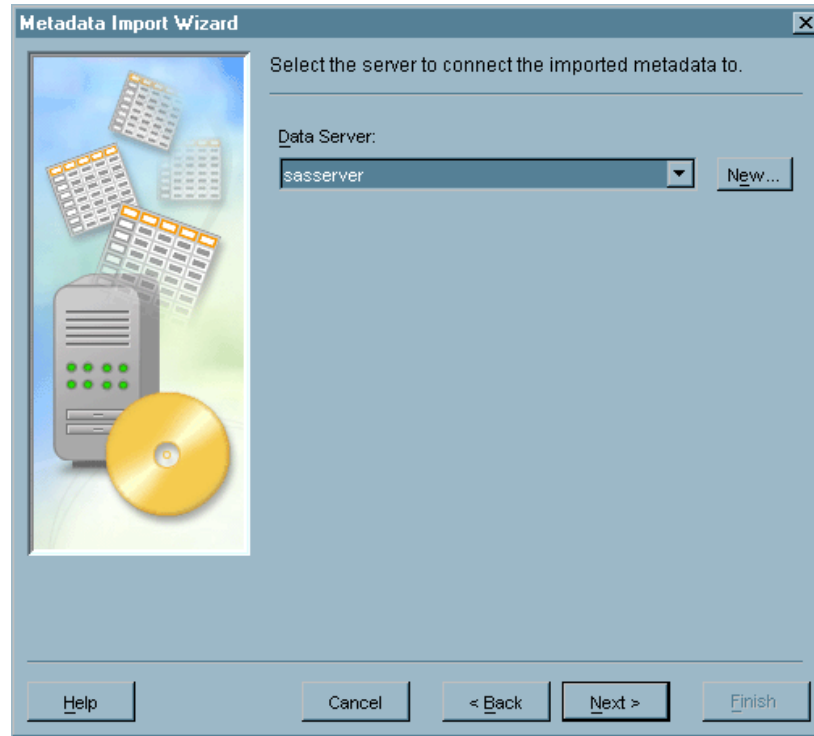 Metadata Import Wizard
Select the server to connect the imported metadata to.
Data Server:
sasserver
New...
Help
Cancel
< Back
Next >
Finish